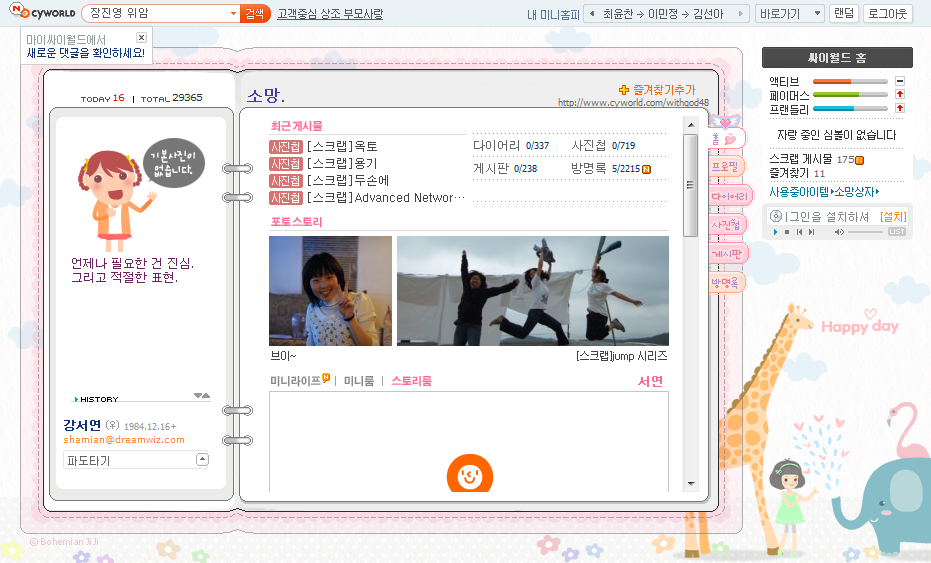 CYWORLD 장진영 위암 검색 고객중심 상조 부모사랑 내 미니홈피 최윤찬 → 이민정 → 김선아 바로가기 랜덤 로그아웃
마이싸이월드에서
새로운 댓글을 확인하세요!
TODAY 16 | TOTAL 29365
소망.
즐겨찾기추가
http://www.cyworld.com/withgod48
기본사진이
없습니다.
언제나 필요한 건 진심.
그리고 적절한 표현.
HISTORY
강서연 (♀) 1984.12.16+
shamian@dreamwiz.com
파도타기
최근게시물
사진첩 [스크랩]옥토
사진첩 [스크랩]용기
사진첩 [스크랩]두손에
사진첩 [스크랩]Advanced Networ…
다이어리 0/337 사진첩 0/719
게시판 0/238 방명록 5/2215
포토스토리
브이~
[스크랩]jump 시리즈
미니라이프 | 미니룸 | 스토리룸
서연
홈
프로필
다이어리
사진첩
게시판
방명록
싸이월드 홈
액티브
페이머스
프랜들리
자랑 중인 심볼이 없습니다
스크랩 게시물 175
즐겨찾기 11
사용중아이템 소망상자
그인을 설치하셔 [설치]
LIST
Happy day
© BohemianJiJi